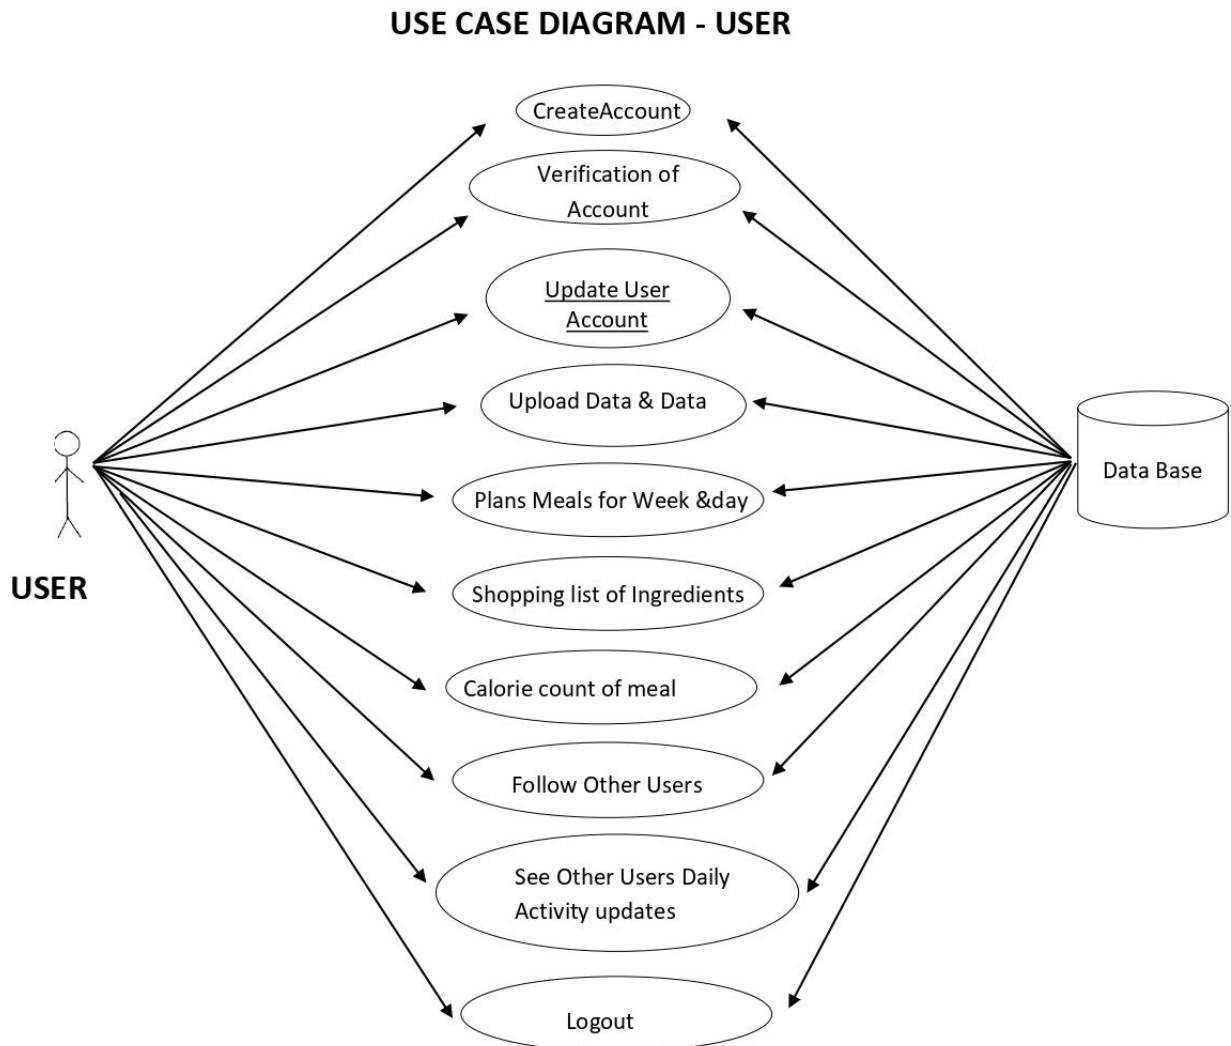 USE CASE DIAGRAM - USER
CreateAccount
Verification of
Account
Update User
Account
Upload Data & Data
Plans Meals for Week &day
Data Base
USER
Shopping list of Ingredients
Calorie count of meal
Follow Other Users
See Other Users Daily
Activity updates
Logout